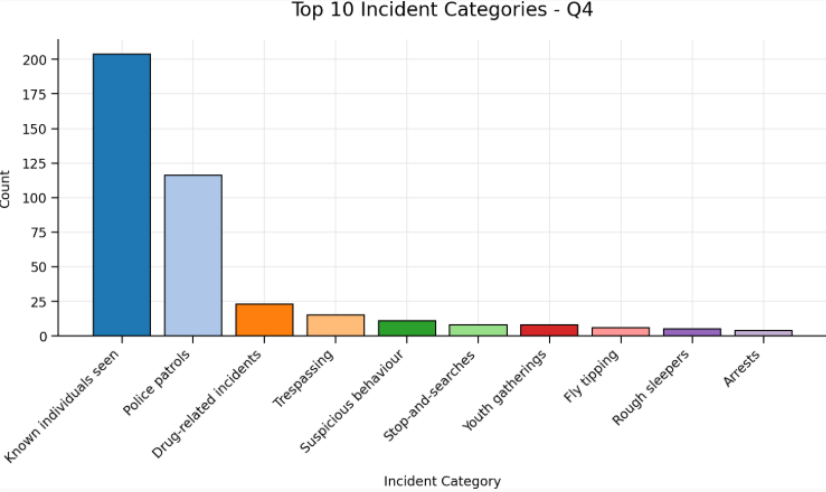 Top 10 Incident Categories - Q4
200
175
150
125
100
75
50
25
0
Count
Known individuals seen
Police patrols
Drug-related incidents
Trespassing
Suspicious behaviour
Stop-and-searches
Youth gatherings
Fly tipping
Rough sleepers
Arrests
Incident Category